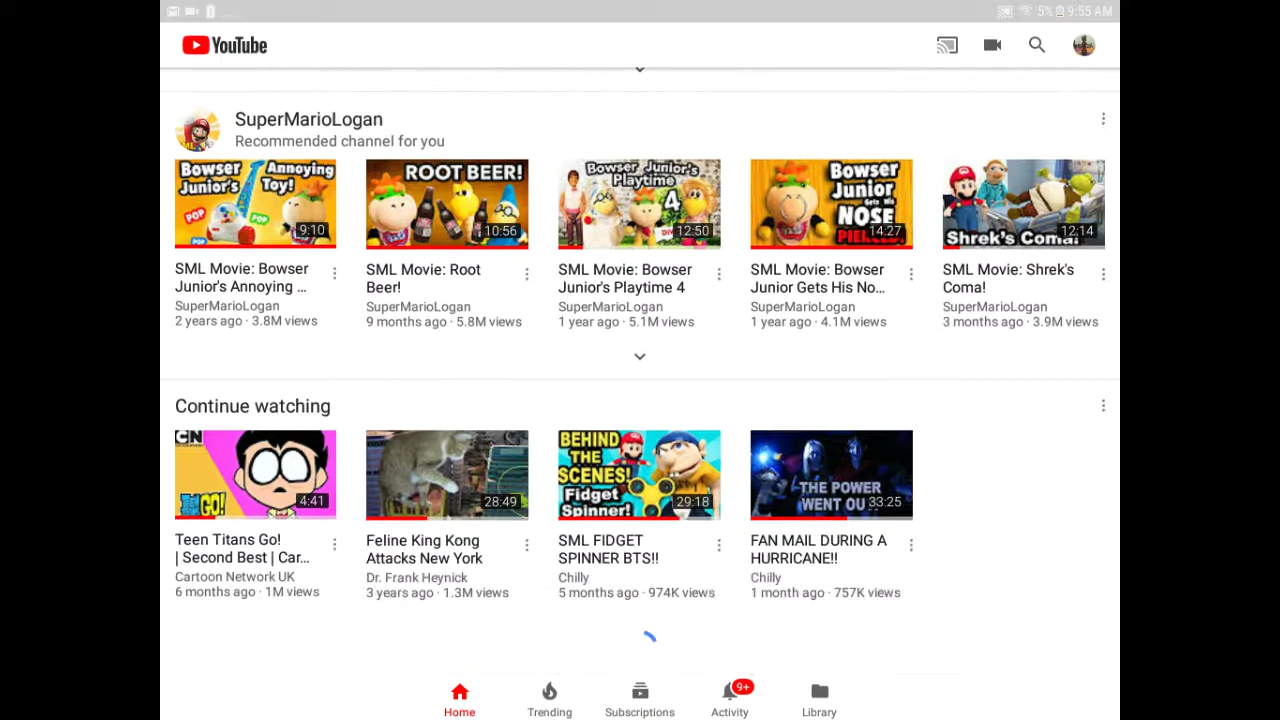 5% 9:55 AM
YouTube
SuperMarioLogan
Recommended channel for you
Bowser Annoying
Junior's Toy!
POP
POP
POP
9:10
ROOT BEER!
10:56
Bowser Junior's
Playtime
4
12:50
Bowser
Junior
Gets His
NOSE
PIERCED!
14:27
Shrek's Coma!
12:14
SML Movie: Bowser
Junior's Annoying ...
SuperMarioLogan
2 years ago · 3.8M views
SML Movie: Root
Beer!
SuperMarioLogan
9 months ago · 5.8M views
SML Movie: Bowser
Junior's Playtime 4
SuperMarioLogan
1 year ago · 5.1M views
SML Movie: Bowser
Junior Gets His No...
SuperMarioLogan
1 year ago · 4.1M views
SML Movie: Shrek's
Coma!
SuperMarioLogan
3 months ago · 3.9M views
Continue watching
CN
GO!
4:41
28:49
BEHIND
THE
SCENES!
Fidget
Spinner!
29:18
THE POWER
WENT OU
33:25
Teen Titans Go!
| Second Best | Car...
Cartoon Network UK
6 months ago · 1M views
Feline King Kong
Attacks New York
Dr. Frank Heynick
3 years ago · 1.3M views
SML FIDGET
SPINNER BTS!!
Chilly
5 months ago · 974K views
FAN MAIL DURING A
HURRICANE!!
Chilly
1 month ago · 757K views
Home
Trending
Subscriptions
9+
Activity
Library